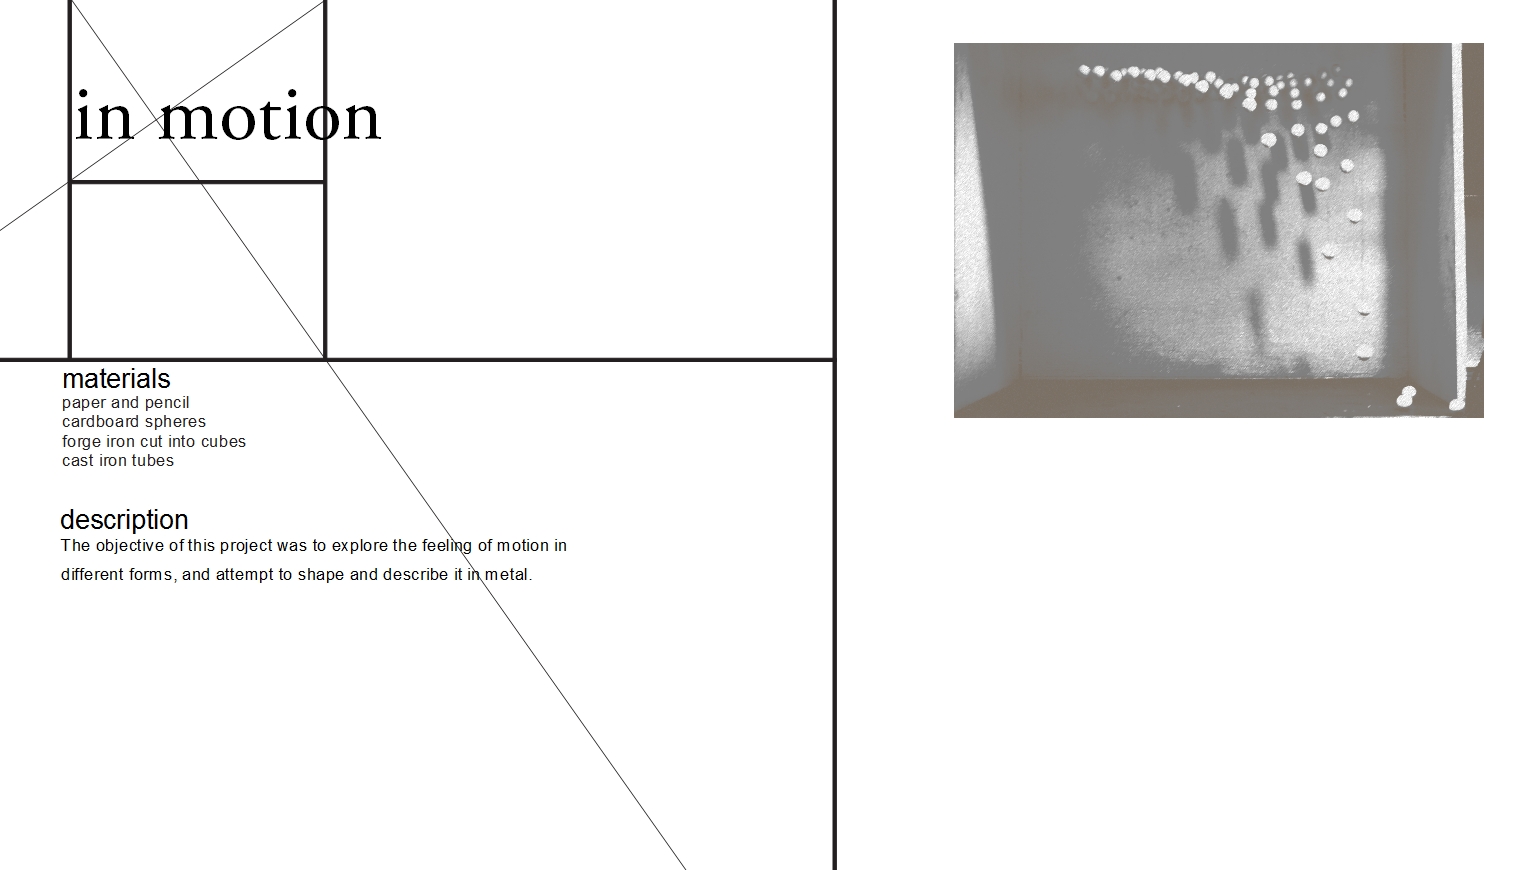 in motion
materials
paper and pencil
cardboard spheres
forge iron cut into cubes
cast iron tubes
description
The objective of this project was to explore the feeling of motion in
different forms, and attempt to shape and describe it in metal.